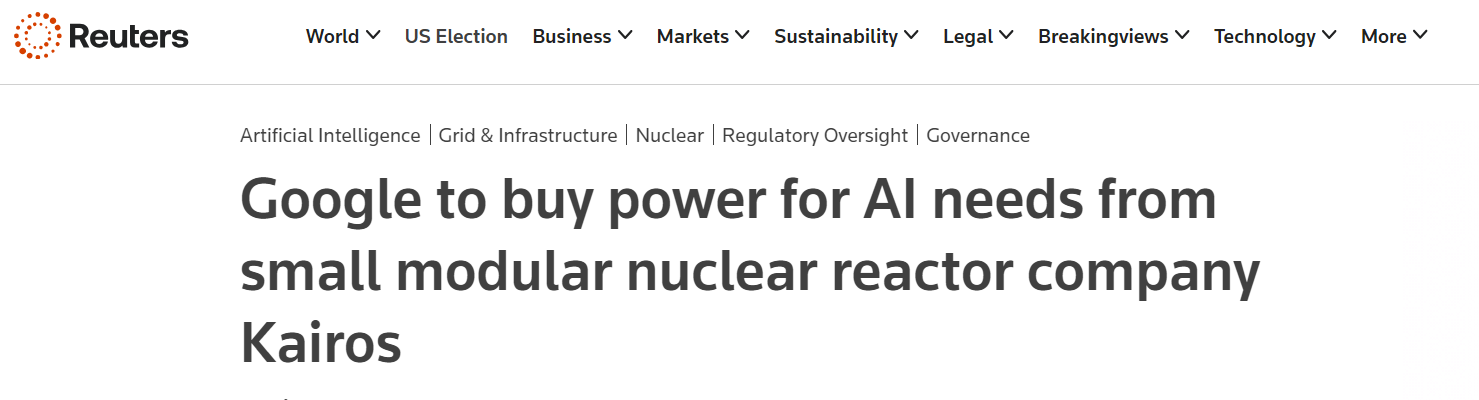 Reuters World US Election Business Markets Sustainability Legal Breakingviews Technology More
Artificial Intelligence | Grid & Infrastructure | Nuclear | Regulatory Oversight | Governance
Google to buy power for AI needs from
small modular nuclear reactor company
Kairos